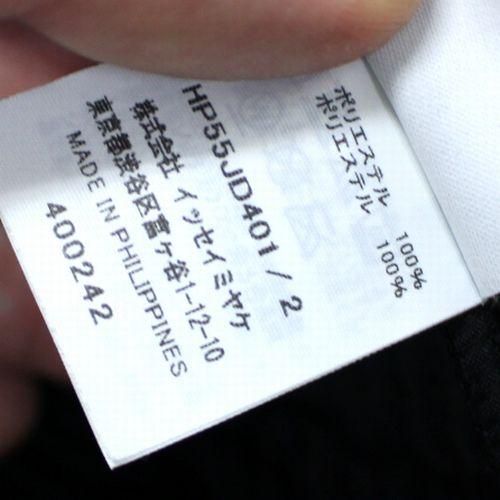 ポリエステル 100%
ポリエステル 100%
HP55JD401 / 2
株式会社 イッセイミヤケ
東京都渋谷区富ケ谷1-12-10
MADE IN PHILIPPINES
400242